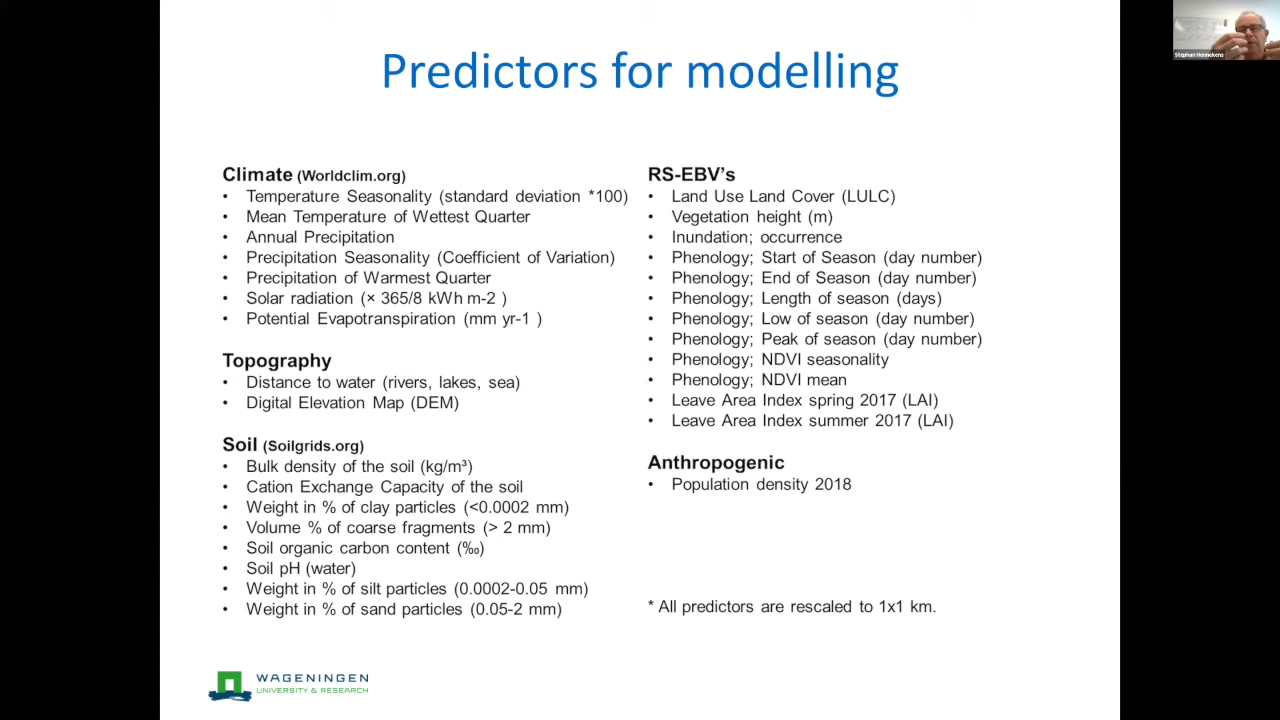 Predictors for modelling
Climate (Worldclim.org)
• Temperature Seasonality (standard deviation *100)
• Mean Temperature of Wettest Quarter
• Annual Precipitation
• Precipitation Seasonality (Coefficient of Variation)
• Precipitation of Warmest Quarter
• Solar radiation (× 365/8 kWh m-2 )
• Potential Evapotranspiration (mm yr-1 )
Topography
• Distance to water (rivers, lakes, sea)
• Digital Elevation Map (DEM)
Soil (Soilgrids.org)
• Bulk density of the soil (kg/m³)
• Cation Exchange Capacity of the soil
• Weight in % of clay particles (<0.0002 mm)
• Volume % of coarse fragments (> 2 mm)
• Soil organic carbon content (‰)
• Soil pH (water)
• Weight in % of silt particles (0.0002-0.05 mm)
• Weight in % of sand particles (0.05-2 mm)
RS-EBV’s
• Land Use Land Cover (LULC)
• Vegetation height (m)
• Inundation; occurrence
• Phenology; Start of Season (day number)
• Phenology; End of Season (day number)
• Phenology; Length of season (days)
• Phenology; Low of season (day number)
• Phenology; Peak of season (day number)
• Phenology; NDVI seasonality
• Phenology; NDVI mean
• Leave Area Index spring 2017 (LAI)
• Leave Area Index summer 2017 (LAI)
Anthropogenic
• Population density 2018
* All predictors are rescaled to 1x1 km.
WAGENINGEN
UNIVERSITY & RESEARCH
Stephan Hennekens